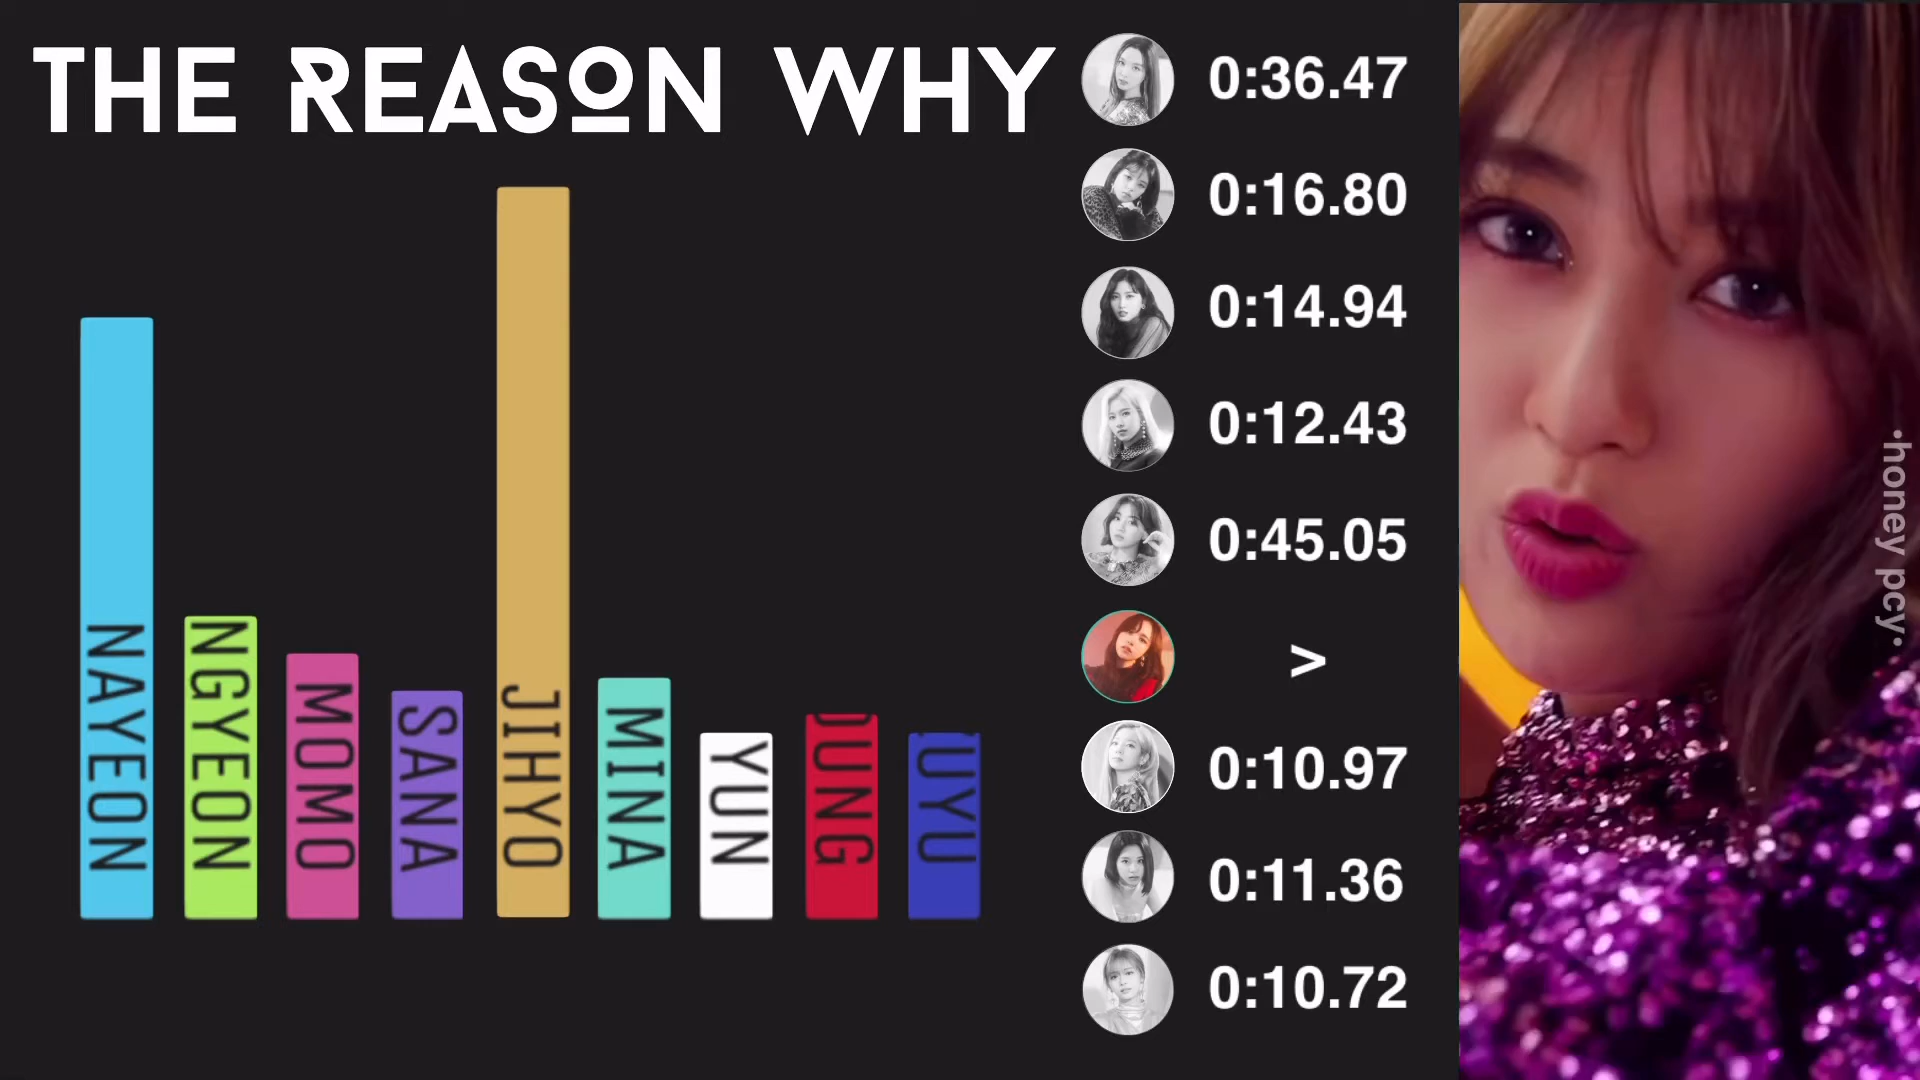 THE REASON WHY
NAYEON
NGYEON
MOMO
SANA
JIHYO
MINA
YUN
UNG
UYU
0:36.47
0:16.80
0:14.94
0:12.43
0:45.05
>
0:10.97
0:11.36
0:10.72
·honey pcy·